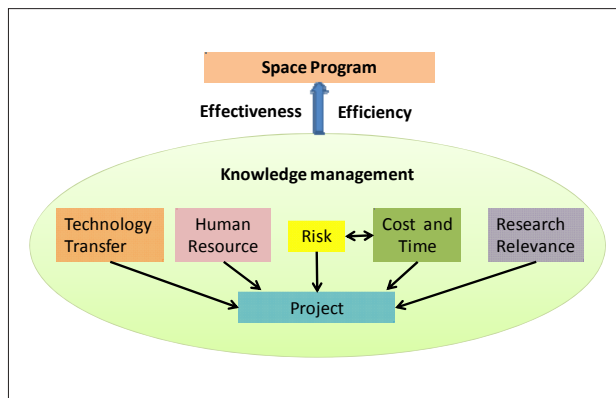 Space Program
Effectiveness Efficiency
Knowledge management
Technology
Transfer
Human
Resource
Risk
Cost and
Time
Research
Relevance
Project